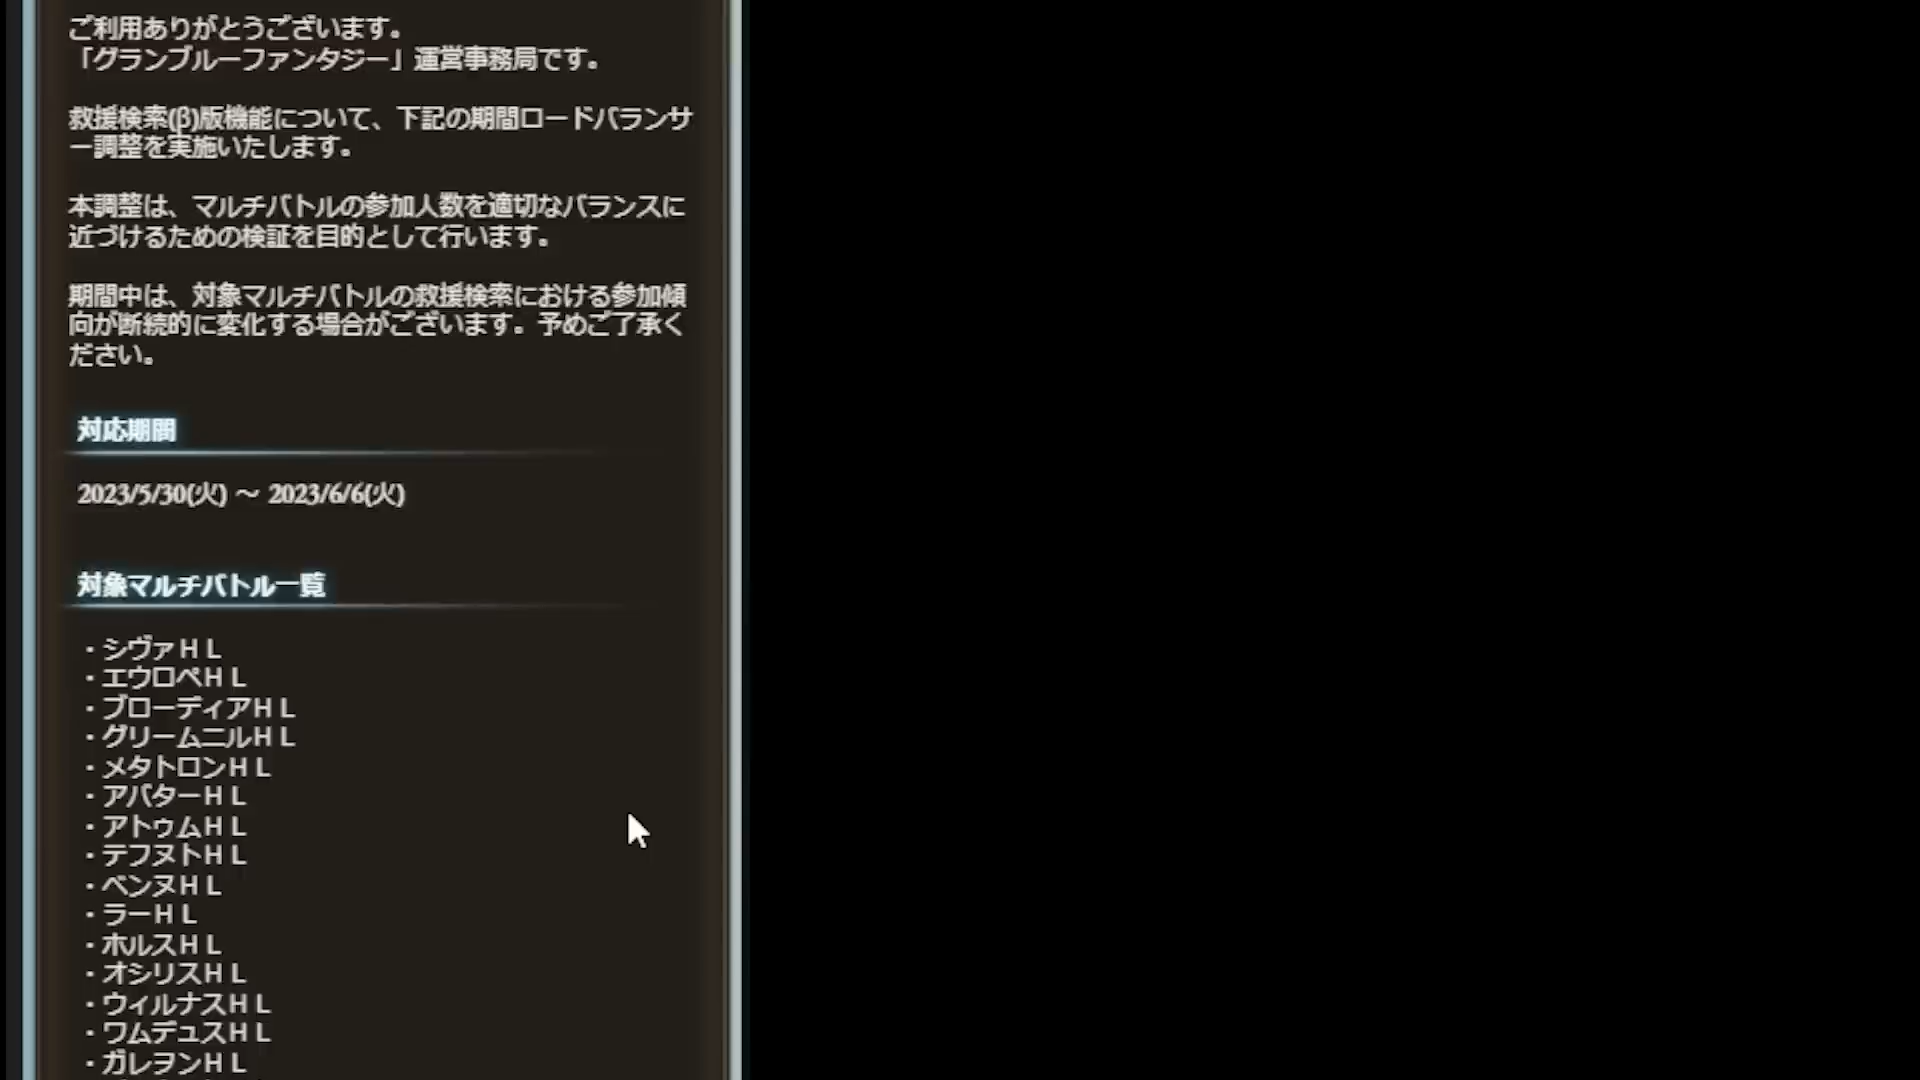 ご利用ありがとうございます。
「グランブルーファンタジー」運営事務局です。
救援検索(β)版機能について、下記の期間ロードバランサ
ー調整を実施いたします。
本調整は、マルチバトルの参加人数を適切なバランスに
近づけるための検証を目的として行います。
期間中は、対象マルチバトルの救援検索における参加傾
向が断続的に変化する場合がございます。予めご了承く
ださい。
対応期間
2023/5/30(火) ～ 2023/6/6(火)
対象マルチバトル一覧
・シヴァＨＬ
・エウロペＨＬ
・ブローディアＨＬ
・グリームニルＨＬ
・メタトロンＨＬ
・アバターＨＬ
・アトゥムＨＬ
・テフヌトＨＬ
・ベンヌＨＬ
・ラーＨＬ
・ホルスＨＬ
・オシリスＨＬ
・ウィルナスＨＬ
・ワムデュスＨＬ
・ガレヲンＨＬ